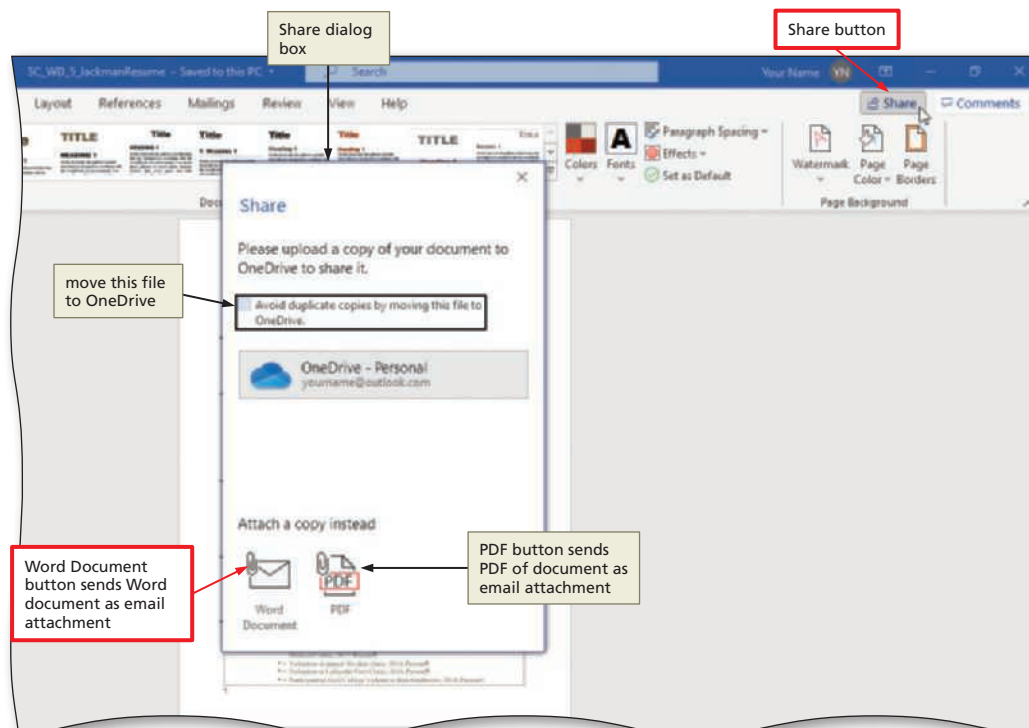 Share dialog
box
Share button
SC_WD_5_JackmanResume - Saved to this PC
Search
Your Name YN
Layout References Mailings Review View Help
Share Comments
TITLE Title Title Title Title TITLE
Colors Fonts
Paragraph Spacing
Effects
Set as Default
Watermark Page Color Page Borders
Page Background
Share
Please upload a copy of your document to
OneDrive to share it.
move this file
to OneDrive
Avoid duplicate copies by moving this file to
OneDrive.
OneDrive - Personal
yourname@outlook.com
Attach a copy instead
Word Document
button sends Word
document as email
attachment
PDF
Word
Document
PDF
PDF button sends
PDF of document as
email attachment